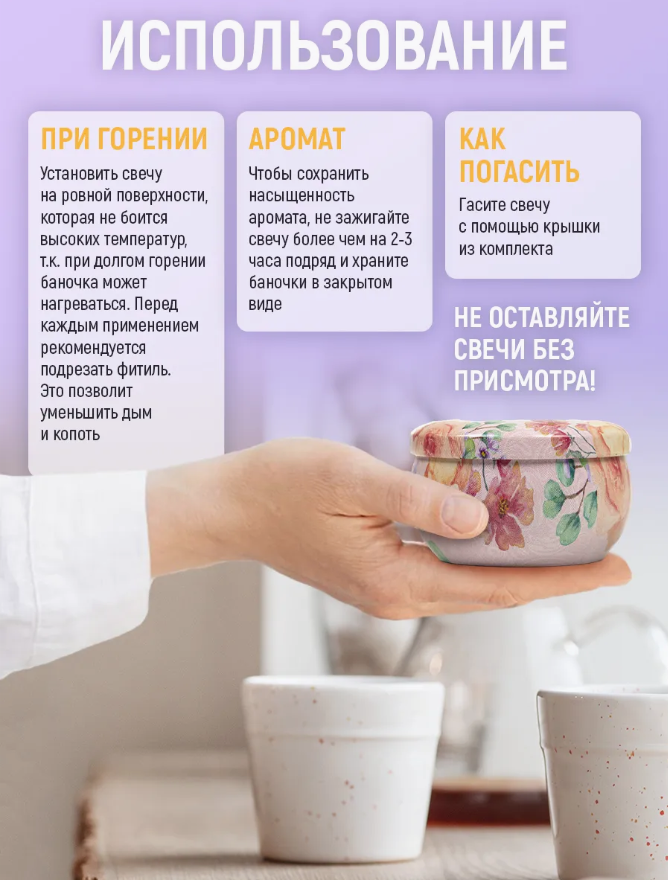 ИСПОЛЬЗОВАНИЕ
ПРИ ГОРЕНИИ
Установить свечу
на ровной поверхности,
которая не боится
высоких температур,
т.к. при долгом горении
баночка может
нагреваться. Перед
каждым применением
рекомендуется
подрезать фитиль.
Это позволит
уменьшить дым
и копоть
АРОМАТ
Чтобы сохранить
насыщенность
аромата, не зажигайте
свечу более чем на 2-3
часа подряд и храните
баночки в закрытом
виде
КАК
ПОГАСИТЬ
Гасите свечу
с помощью крышки
из комплекта
НЕ ОСТАВЛЯЙТЕ
СВЕЧИ БЕЗ
ПРИСМОТРА!